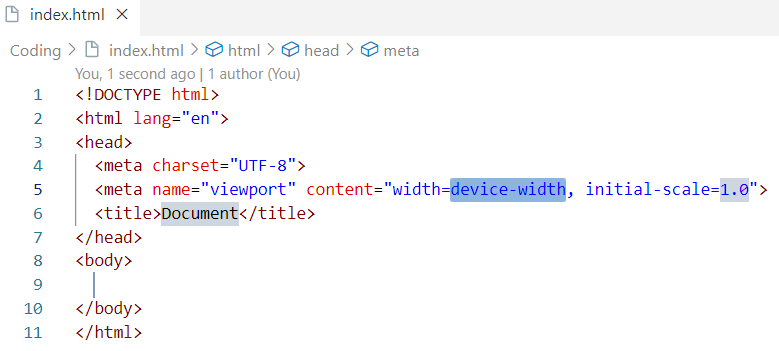 index.html
Coding > index.html > html > head > meta
You, 1 second ago | 1 author (You)
1 <!DOCTYPE html>
2 <html lang="en">
3 <head>
4   <meta charset="UTF-8">
5   <meta name="viewport" content="width=device-width, initial-scale=1.0">
6   <title>Document</title>
7 </head>
8 <body>
9
10 </body>
11 </html>